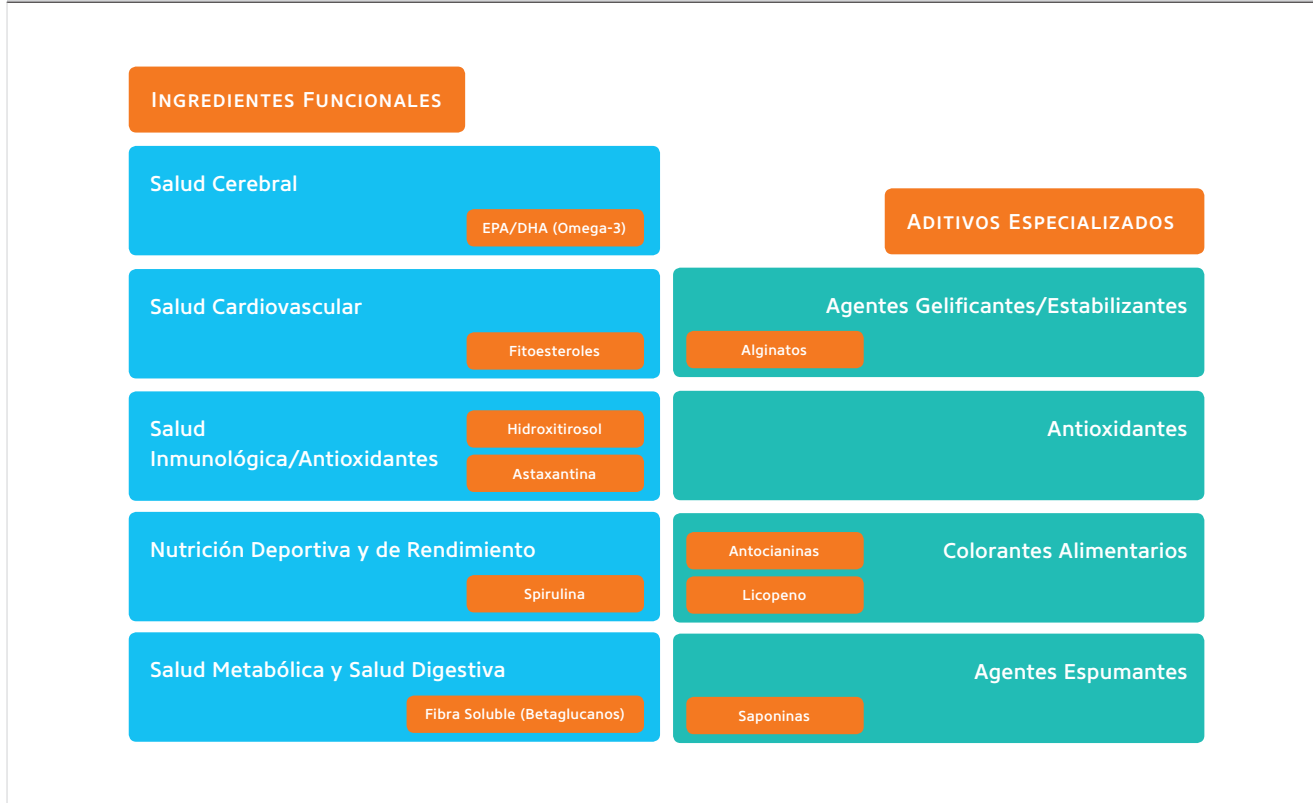 INGREDIENTES FUNCIONALES
Salud Cerebral
EPA/DHA (Omega-3)
Salud Cardiovascular
Fitoesteroles
Salud
Inmunológica/Antioxidantes
Hidroxitirosol
Astaxantina
Nutrición Deportiva y de Rendimiento
Spirulina
Salud Metabólica y Salud Digestiva
Fibra Soluble (Betaglucanos)
ADITIVOS ESPECIALIZADOS
Agentes Gelificantes/Estabilizantes
Alginatos
Antioxidantes
Colorantes Alimentarios
Antocianinas
Licopeno
Agentes Espumantes
Saponinas